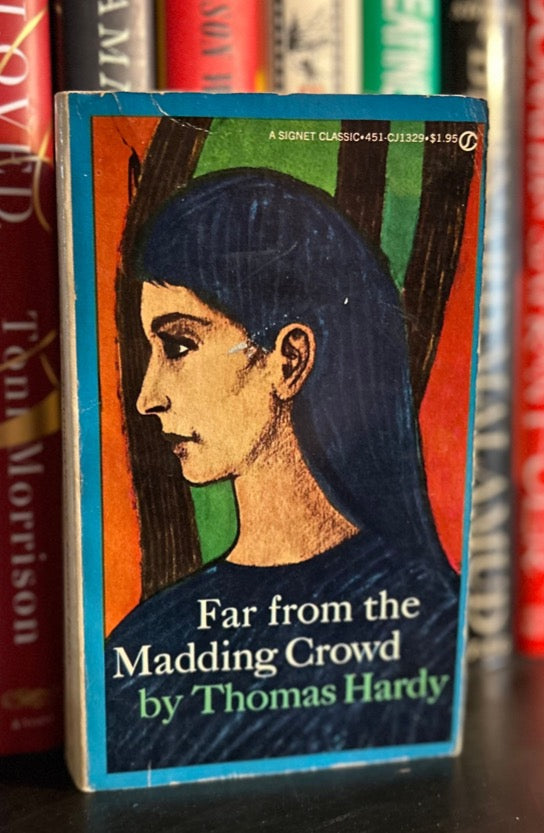 A SIGNET CLASSIC•451-CJ1329•$1.95
Far from the
Madding Crowd
by Thomas Hardy
Toni Morrison